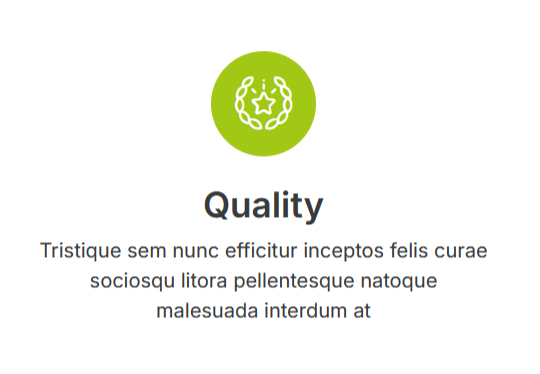 Quality
Tristique sem nunc efficitur inceptos felis curae
sociosqu litora pellentesque natoque
malesuada interdum at